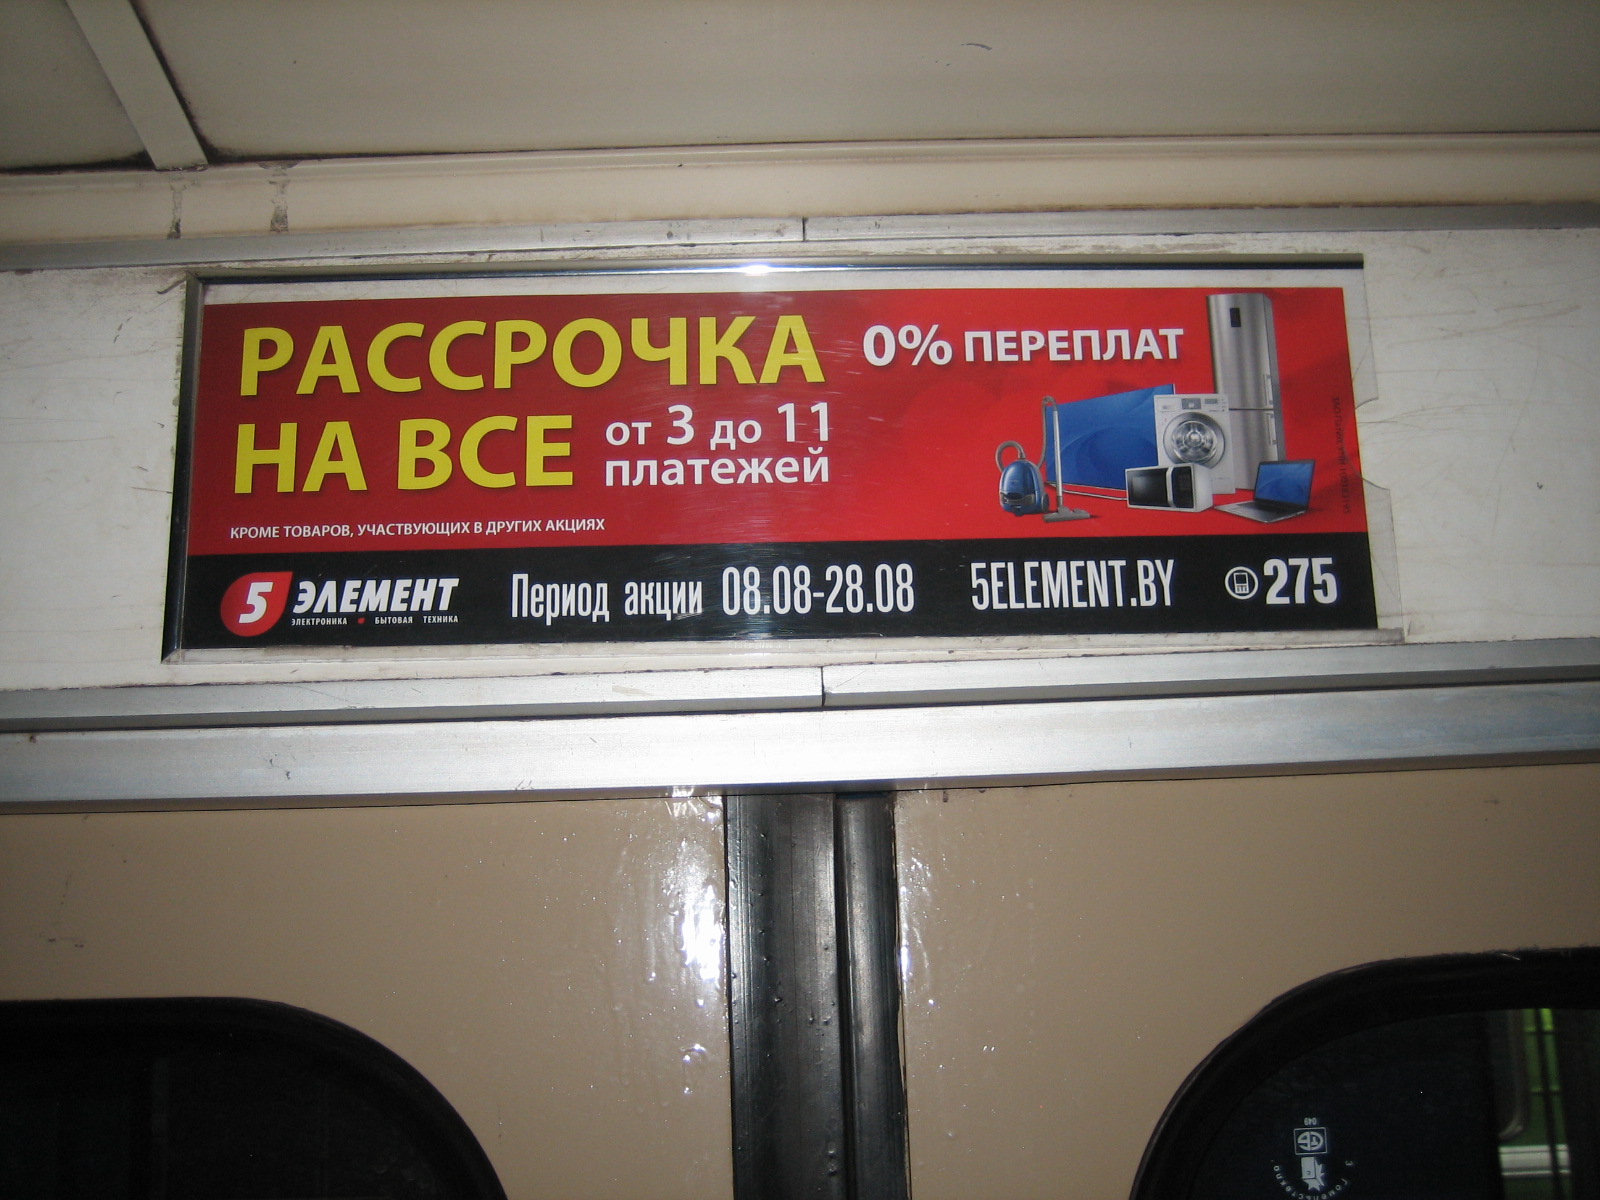 РАССРОЧКА
НА ВСЕ
от 3 до 11
платежей
0% ПЕРЕПЛАТ
КРОМЕ ТОВАРОВ, УЧАСТВУЮЩИХ В ДРУГИХ АКЦИЯХ
5 ЭЛЕМЕНТ
ЭЛЕКТРОНИКА • БЫТОВАЯ ТЕХНИКА
Период акции 08.08-28.08
5ELEMENT.BY
275
049